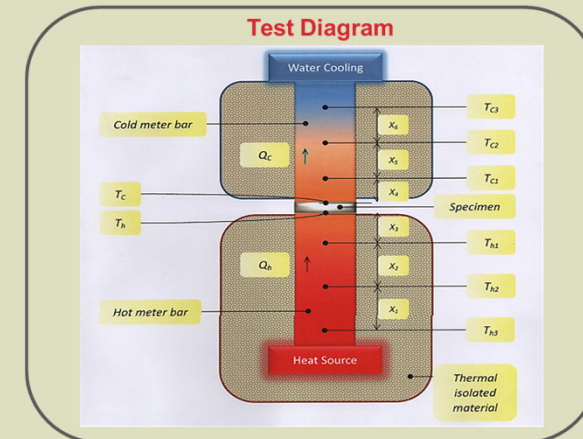 Test Diagram
Water Cooling
Cold meter bar
Q_C
T_C
T_h
Q_h
Hot meter bar
Heat Source
X_6
X_5
X_4
X_3
X_2
X_1
T_C3
T_C2
T_C1
Specimen
T_h1
T_h2
T_h3
Thermal
isolated
material